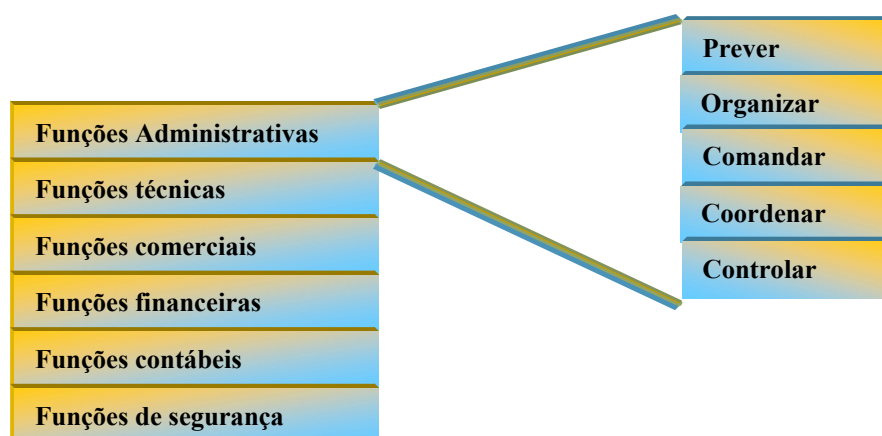 Funções Administrativas
Funções técnicas
Funções comerciais
Funções financeiras
Funções contábeis
Funções de segurança
Prever
Organizar
Comandar
Coordenar
Controlar